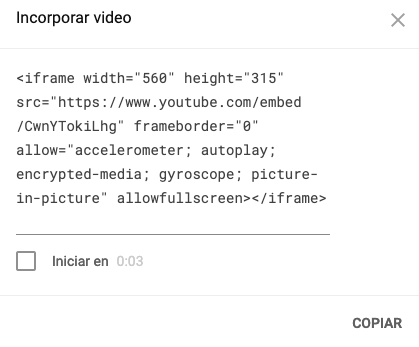 Incorporar video
<iframe width="560" height="315"
src="https://www.youtube.com/embed
/CwnYTokiLhg" frameborder="0"
allow="accelerometer; autoplay;
encrypted-media; gyroscope; picture-
in-picture" allowfullscreen></iframe>
Iniciar en 0:03
COPIAR